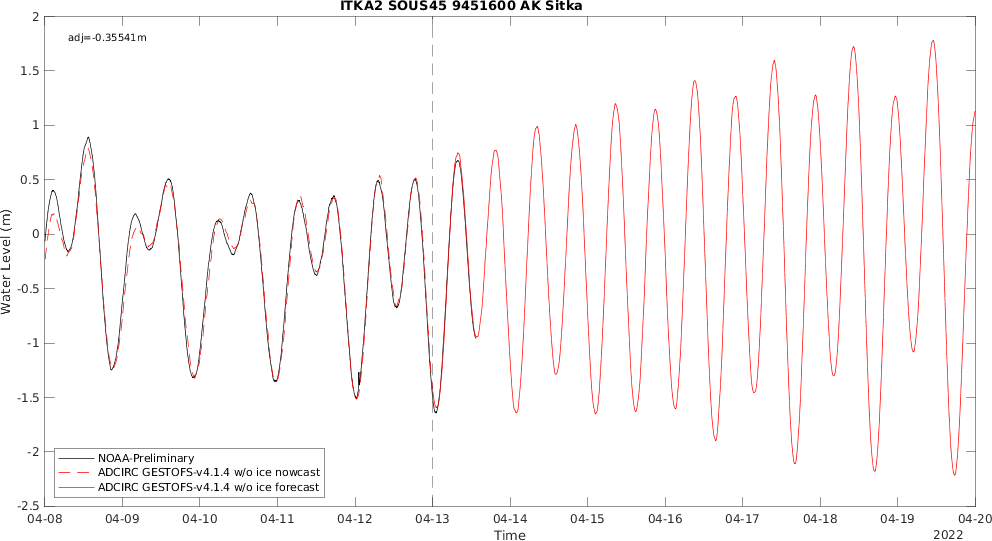 ITKA2 SOUS45 9451600 AK Sitka
adj=-0.35541m
2
1.5
1
0.5
0
-0.5
-1
-1.5
-2
-2.5
Water Level (m)
NOAA-Preliminary
ADCIRC GESTOFS-v4.1.4 w/o ice nowcast
ADCIRC GESTOFS-v4.1.4 w/o ice forecast
04-08 04-09 04-10 04-11 04-12 04-13 04-14 04-15 04-16 04-17 04-18 04-19 04-20
Time
2022